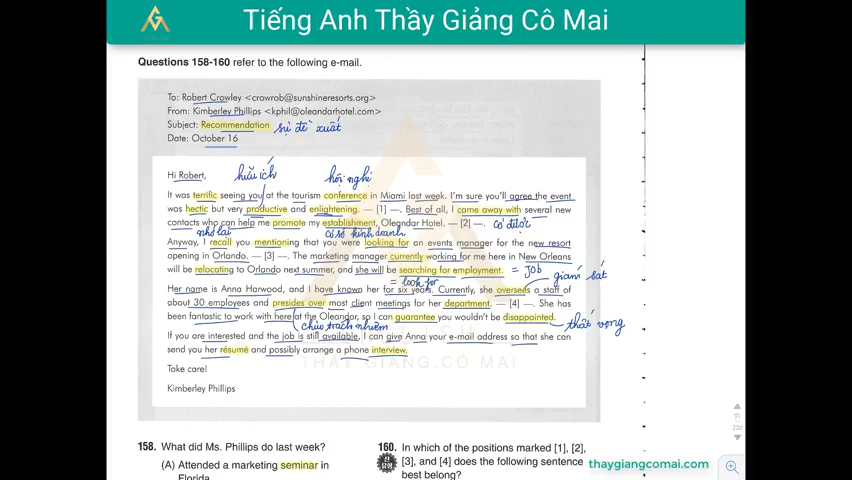 Tiếng Anh Thầy Giảng Cô Mai
Questions 158-160 refer to the following e-mail.
To: Robert Crowley <crowrob@sunshineresorts.org>
From: Kimberley Phillips <kphil@oleandarhotel.com>
Subject: Recommendation sự đề xuất
Date: October 16
Hi Robert, hữu ích hội nghị
It was terrific seeing you at the tourism conference in Miami last week. I'm sure you'll agree the event
was hectic but very productive and enlightening. — [1] —. Best of all, I came away with several new
contacts who can help me promote my establishment, Oleandar Hotel. — [2] —. có được
nhớ lại cơ sở kinh doanh
Anyway, I recall you mentioning that you were looking for an events manager for the new resort
opening in Orlando. — [3] —. The marketing manager currently working for me here in New Orleans
will be relocating to Orlando next summer, and she will be searching for employment. = job
= look for giám sát
Her name is Anna Harwood, and I have known her for six years. Currently, she oversees a staff of
about 30 employees and presides over most client meetings for her department. — [4] —. She has
been fantastic to work with here at the Oleandar, so I can guarantee you wouldn't be disappointed. thất vọng
chịu trách nhiệm
If you are interested and the job is still available, I can give Anna your e-mail address so that she can
send you her résumé and possibly arrange a phone interview.
THẦY GIẢNG CÔ MAI
Take care!
Kimberley Phillips
158. What did Ms. Phillips do last week?
(A) Attended a marketing seminar in
Florida
160. In which of the positions marked [1], [2],
[3], and [4] does the following sentence
best belong?
thaygiangcomai.com